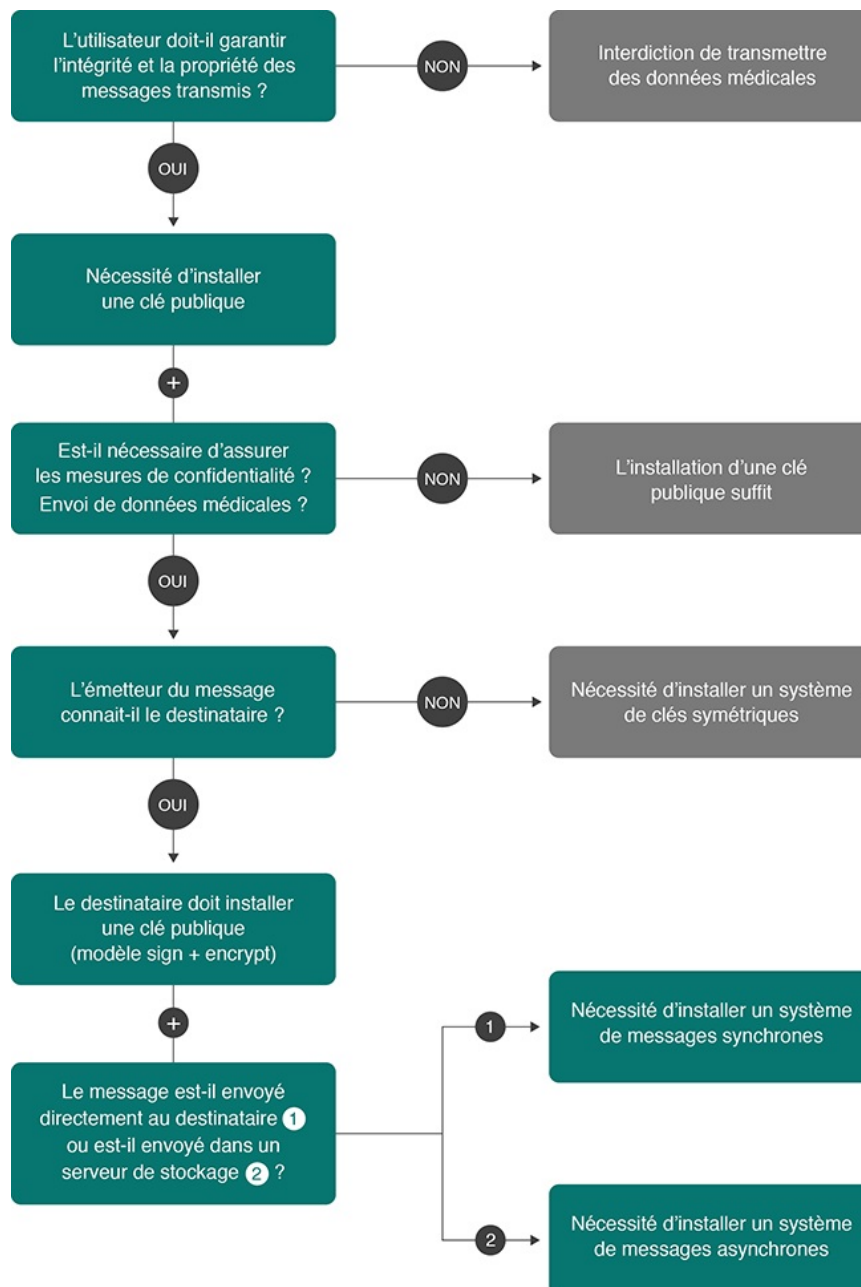 L'utilisateur doit-il garantir
l'intégrité et la propriété des
messages transmis ?
NON
Interdiction de transmettre
des données médicales
OUI
Nécessité d'installer
une clé publique
+
Est-il nécessaire d'assurer
les mesures de confidentialité ?
Envoi de données médicales ?
NON
L'installation d'une clé
publique suffit
OUI
L'émetteur du message
connait-il le destinataire ?
NON
Nécessité d'installer un système
de clés symétriques
OUI
Le destinataire doit installer
une clé publique
(modèle sign + encrypt)
+
Le message est-il envoyé
directement au destinataire 1
ou est-il envoyé dans un
serveur de stockage 2 ?
1
Nécessité d'installer un système
de messages synchrones
2
Nécessité d'installer un système
de messages asynchrones